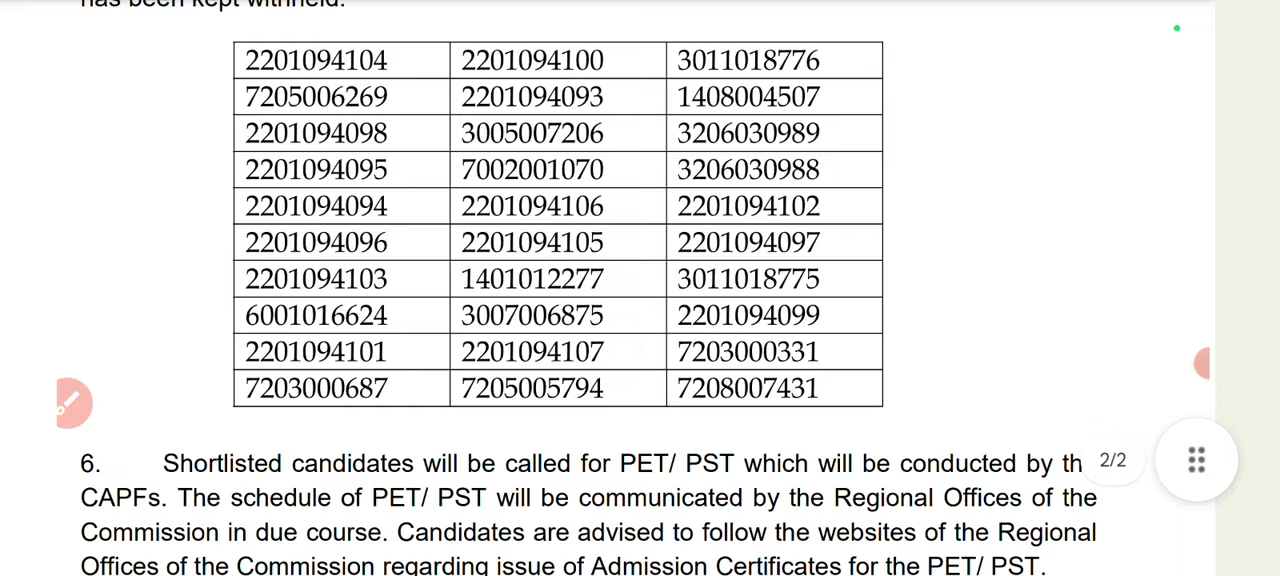 has been kept withheld.
2201094104 2201094100 3011018776
7205006269 2201094093 1408004507
2201094098 3005007206 3206030989
2201094095 7002001070 3206030988
2201094094 2201094106 2201094102
2201094096 2201094105 2201094097
2201094103 1401012277 3011018775
6001016624 3007006875 2201094099
2201094101 2201094107 7203000331
7203000687 7205005794 7208007431
6. Shortlisted candidates will be called for PET/ PST which will be conducted by th 2/2
CAPFs. The schedule of PET/ PST will be communicated by the Regional Offices of the
Commission in due course. Candidates are advised to follow the websites of the Regional
Offices of the Commission regarding issue of Admission Certificates for the PET/ PST.